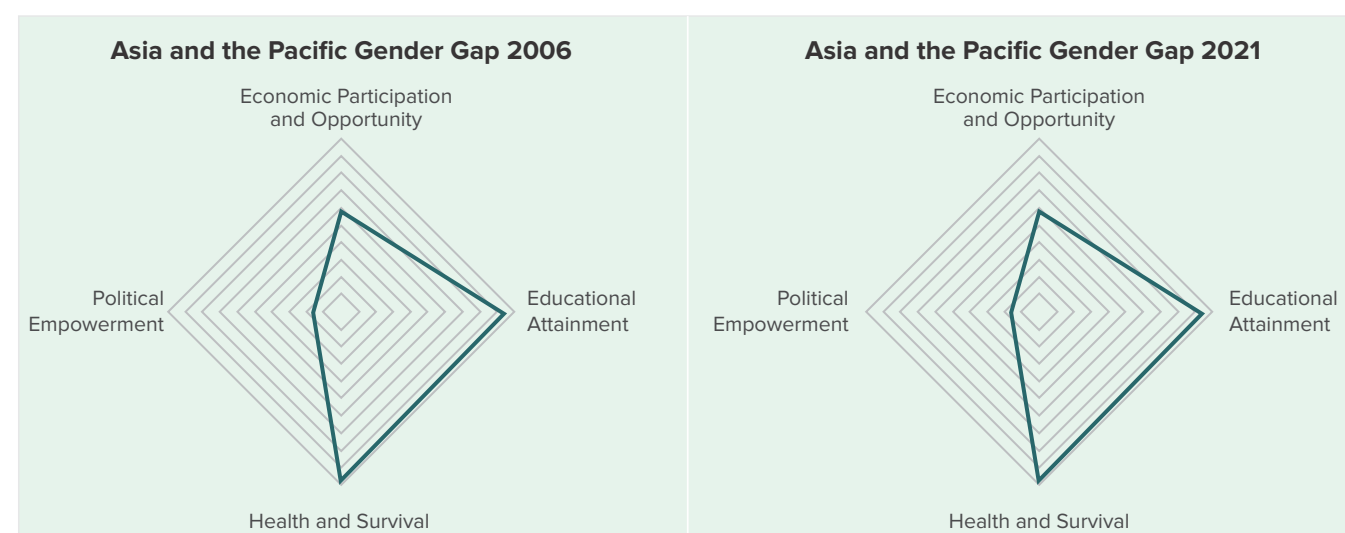 Asia and the Pacific Gender Gap 2006
Economic Participation
and Opportunity
Political
Empowerment
Educational
Attainment
Health and Survival
Asia and the Pacific Gender Gap 2021
Economic Participation
and Opportunity
Political
Empowerment
Educational
Attainment
Health and Survival